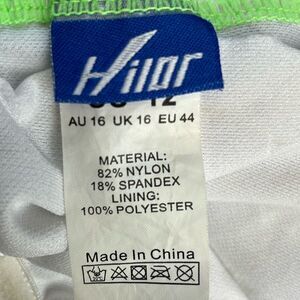 Hilor
AU 16 UK 16 EU 44
MATERIAL:
82% NYLON
18% SPANDEX
LINING:
100% POLYESTER
Made In China